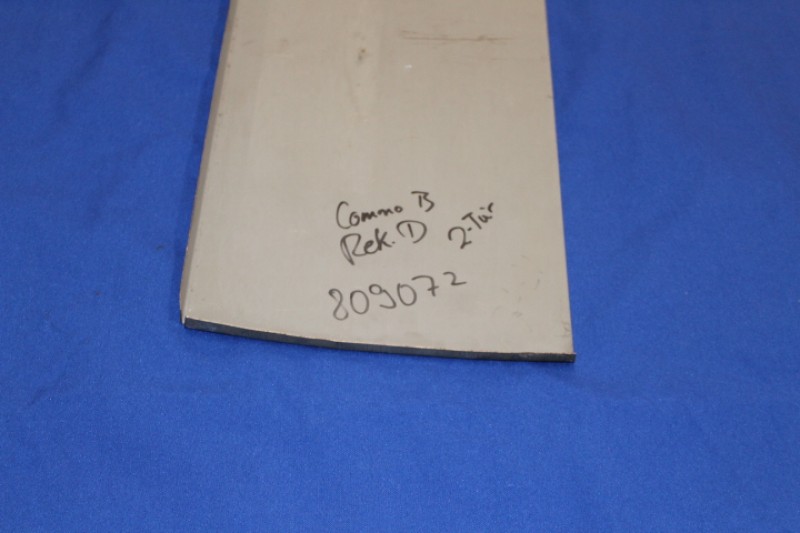 Commo B
Rek. D 2-Tür
809072